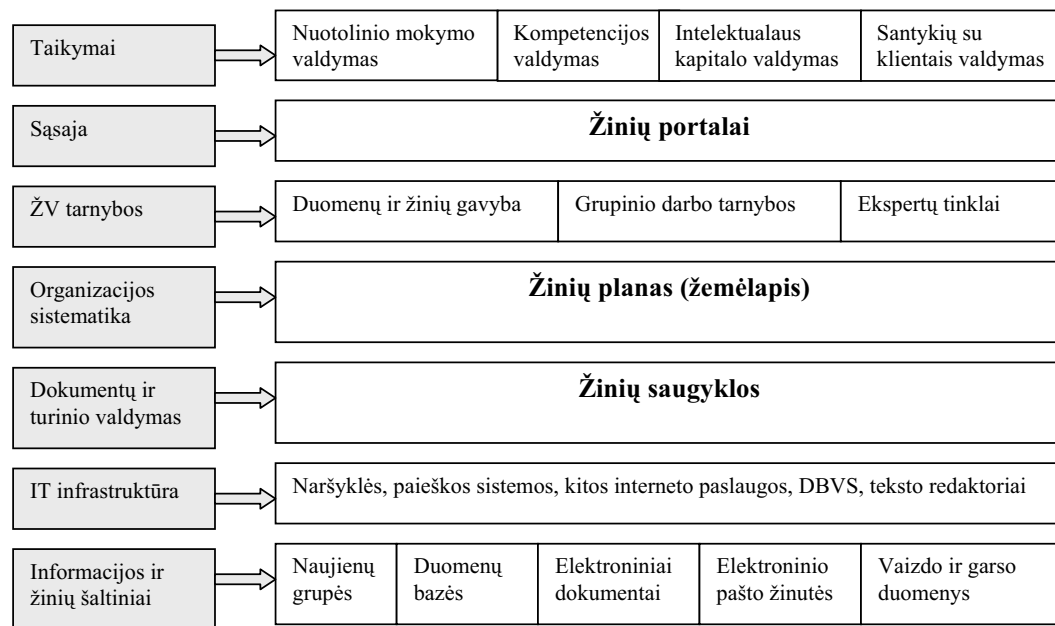 Taikymai
Nuotolinio mokymo
valdymas
Kompetencijos
valdymas
Intelektualaus
kapitalo valdymas
Santykių su
klientais valdymas
Sąsaja
Žinių portalai
ŽV tarnybos
Duomenų ir žinių gavyba
Grupinio darbo tarnybos
Ekspertų tinklai
Organizacijos
sistematika
Žinių planas (žemėlapis)
Dokumentų ir
turinio valdymas
Žinių saugyklos
IT infrastruktūra
Naršyklės, paieškos sistemos, kitos interneto paslaugos, DBVS, teksto redaktoriai
Informacijos ir
žinių šaltiniai
Naujienų
grupės
Duomenų
bazės
Elektroniniai
dokumentai
Elektroninio
pašto žinutės
Vaizdo ir garso
duomenys